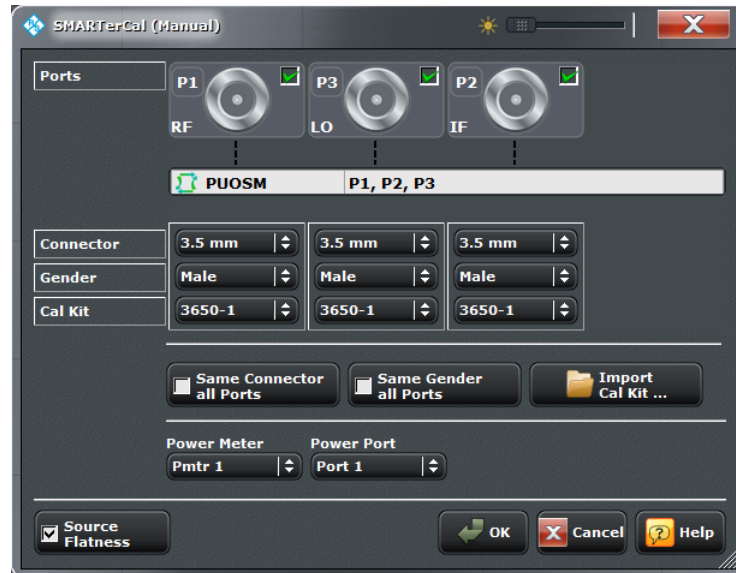 SMARTerCal (Manual)
Ports
P1 P3 P2
RF LO IF
PUOSM P1, P2, P3
Connector 3.5 mm 3.5 mm 3.5 mm
Gender Male Male Male
Cal Kit 3650-1 3650-1 3650-1
Same Connector
all Ports
Same Gender
all Ports
Import
Cal Kit ...
Power Meter Power Port
Pmtr 1 Port 1
Source
Flatness
OK Cancel Help